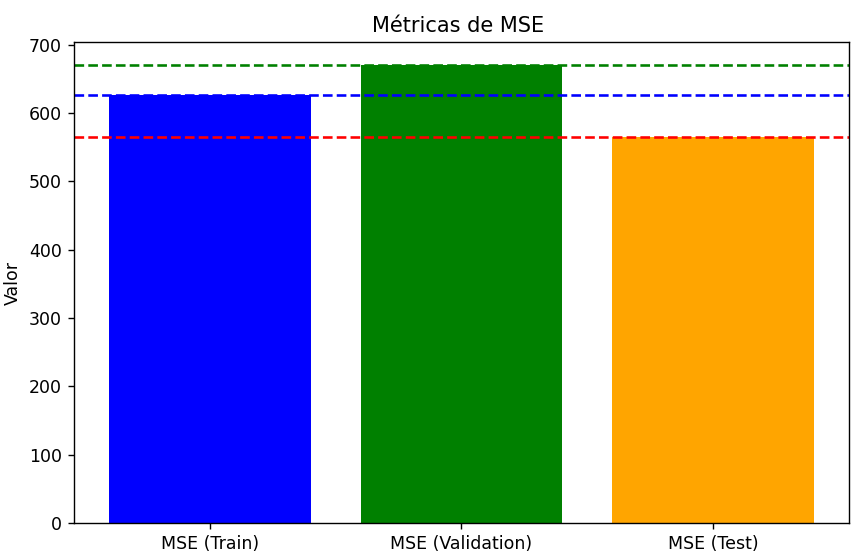 Métricas de MSE
Valor
700
600
500
400
300
200
100
0
MSE (Train)
MSE (Validation)
MSE (Test)